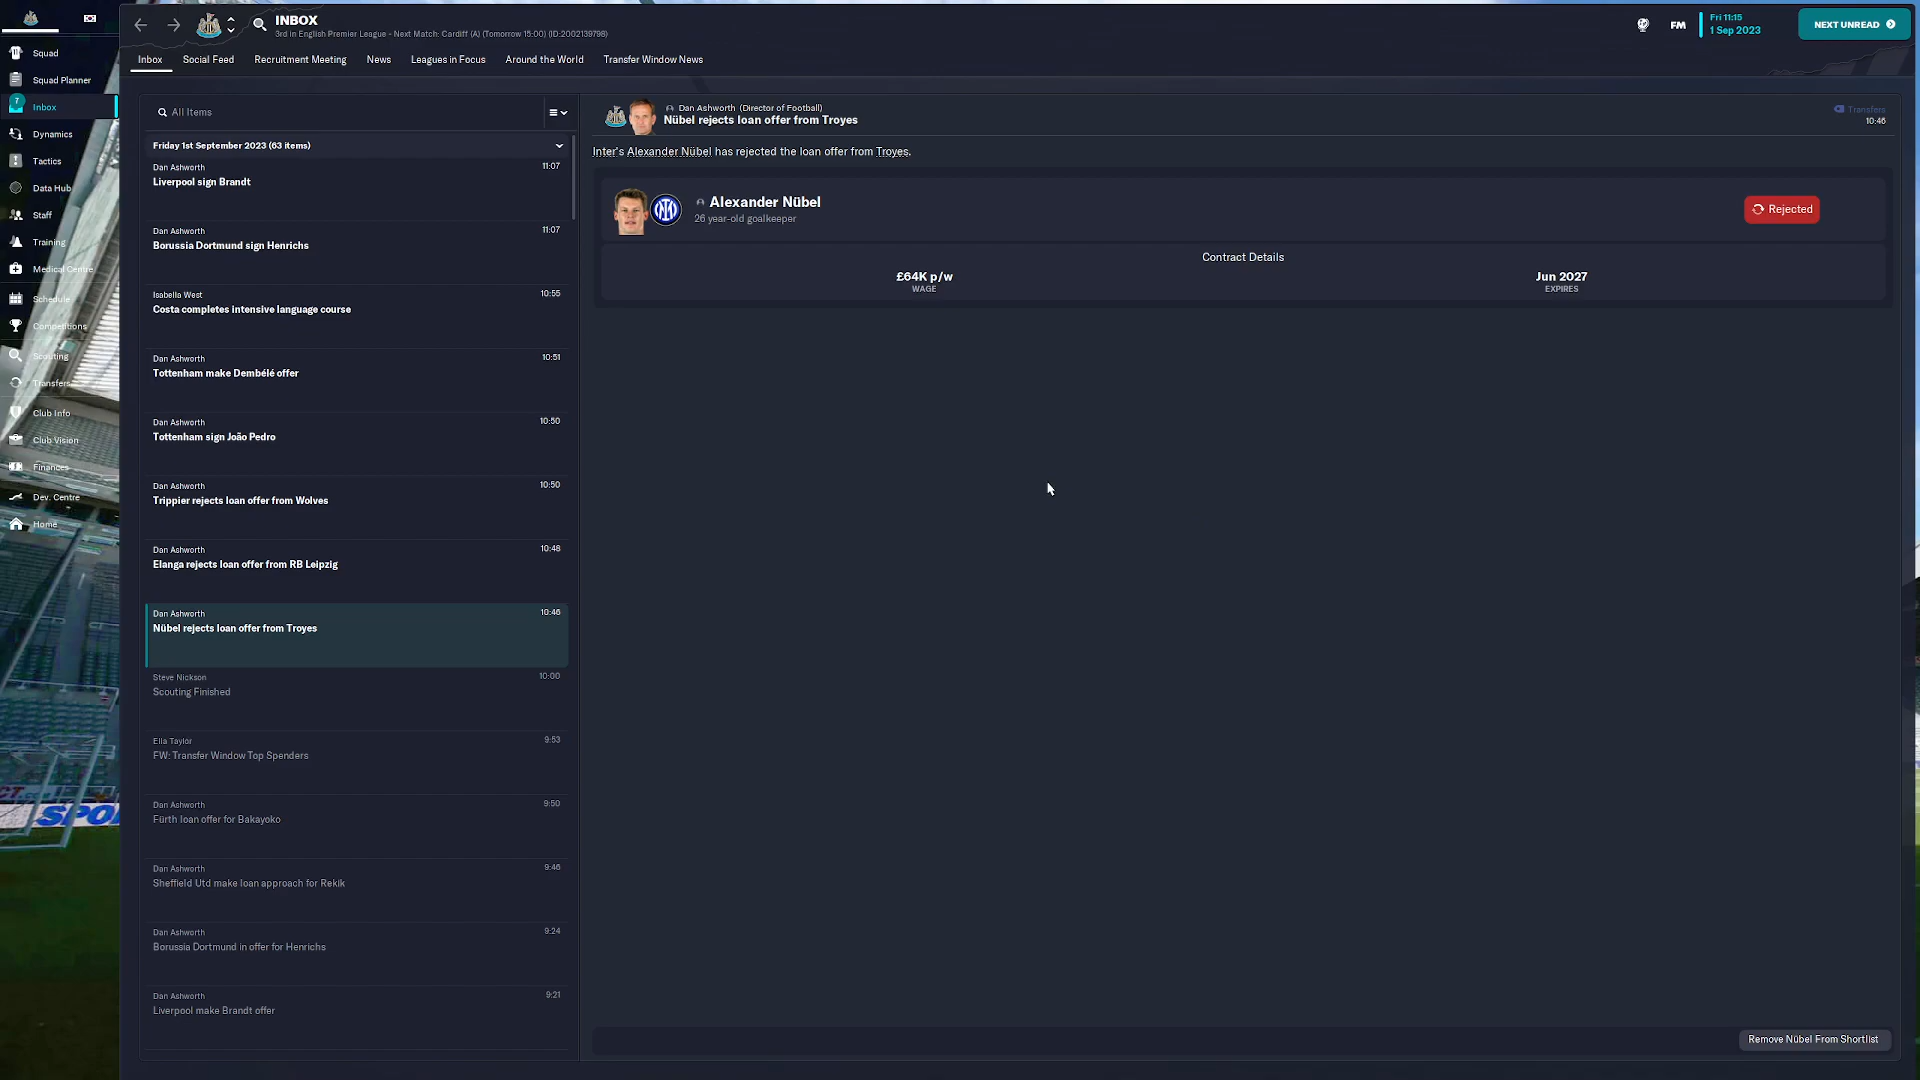 INBOX
3rd in English Premier League - Next Match: Cardiff (A) (Tomorrow 15:00) (ID:2002139798)
FM
Fri 11:15
1 Sep 2023
NEXT UNREAD
Squad
Squad Planner
7
Inbox
Dynamics
Tactics
Data Hub
Staff
Training
Medical Centre
Schedule
Competitions
Scouting
Transfers
Club Info
Club Vision
Finances
Dev. Centre
Home
Inbox
Social Feed
Recruitment Meeting
News
Leagues in Focus
Around the World
Transfer Window News
All Items
Friday 1st September 2023 (63 items)
Dan Ashworth 11:07
Liverpool sign Brandt
Dan Ashworth 11:07
Borussia Dortmund sign Henrichs
Isabella West 10:55
Costa completes intensive language course
Dan Ashworth 10:51
Tottenham make Dembélé offer
Dan Ashworth 10:50
Tottenham sign João Pedro
Dan Ashworth 10:50
Trippier rejects loan offer from Wolves
Dan Ashworth 10:48
Elanga rejects loan offer from RB Leipzig
Dan Ashworth 10:46
Nübel rejects loan offer from Troyes
Steve Nickson 10:00
Scouting Finished
Ella Taylor 9:53
FW: Transfer Window Top Spenders
Dan Ashworth 9:50
Fürth loan offer for Bakayoko
Dan Ashworth 9:46
Sheffield Utd make loan approach for Rekik
Dan Ashworth 9:24
Borussia Dortmund in offer for Henrichs
Dan Ashworth 9:21
Liverpool make Brandt offer
Dan Ashworth (Director of Football)
Nübel rejects loan offer from Troyes
Transfers
10:46
Inter's Alexander Nübel has rejected the loan offer from Troyes.
Alexander Nübel
26 year-old goalkeeper
Rejected
Contract Details
£64K p/w
WAGE
Jun 2027
EXPIRES
Remove Nübel From Shortlist
SPO